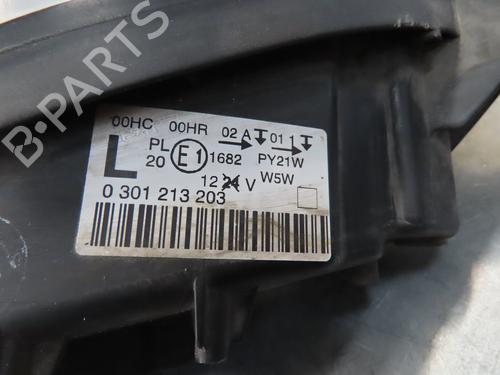 00HC 00HR 02 A 01 1
L PL E1 1682 PY21W
20 W5W
12 24 V
0 301 213 203
B-PARTS